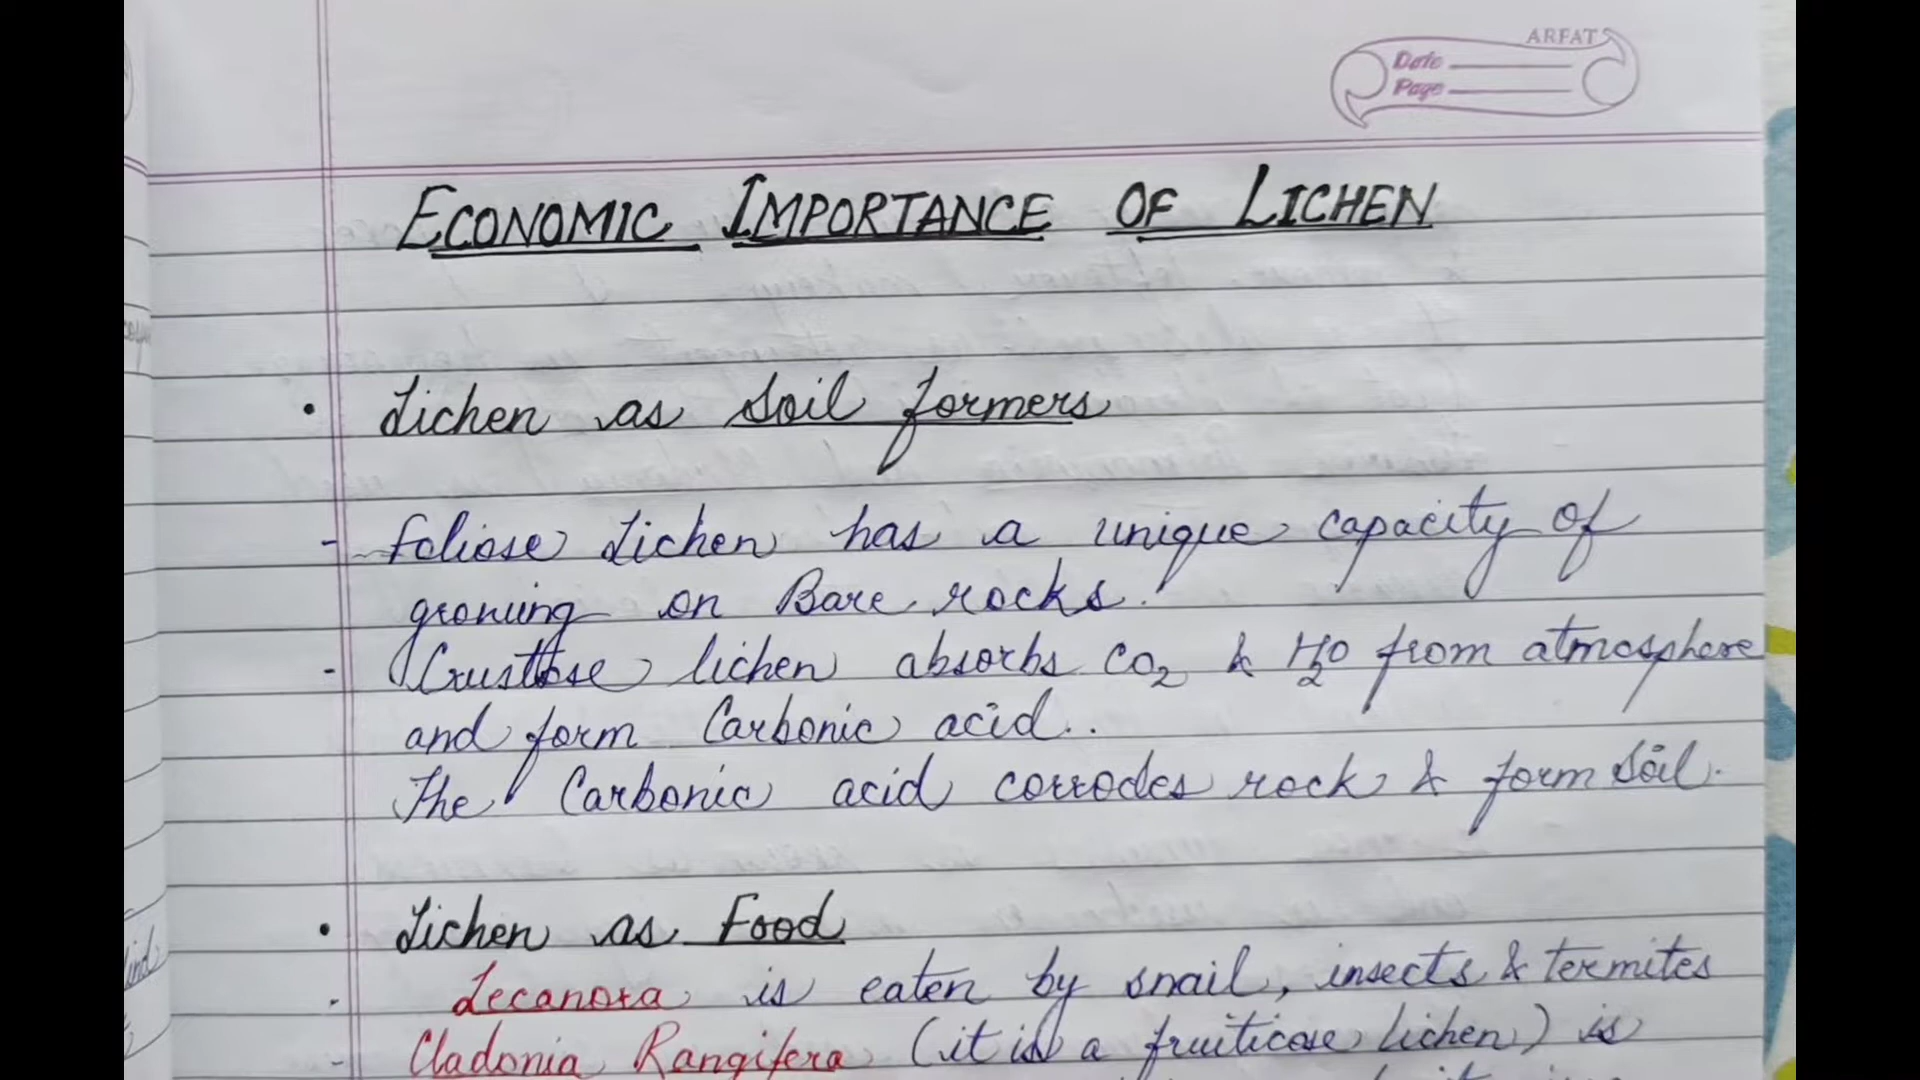 ARFAT
Date
Page
ECONOMIC IMPORTANCE OF LICHEN
• Lichen as Soil formers
- Foliose Lichen has a unique capacity of
growing on Bare rocks.
- Crusttose lichen absorbs CO2 & H2O from atmosphere
and form Carbonic acid..
The Carbonic acid corrodes rock & form soil.
• Lichen as Food
- Lecanora is eaten by snail, insects & termites
- Cladonia Rangifera (it is a fruiticose lichen) is